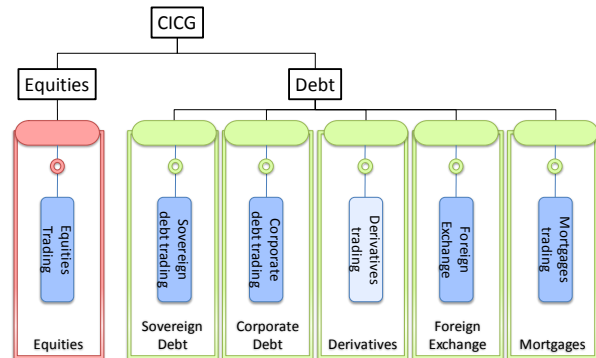 CICG
Equities
Debt
Equities
Trading
Sovereign
debt trading
Corporate
debt trading
Derivatives
trading
Foreign
Exchange
Mortgages
trading
Equities
Sovereign
Debt
Corporate
Debt
Derivatives
Foreign
Exchange
Mortgages